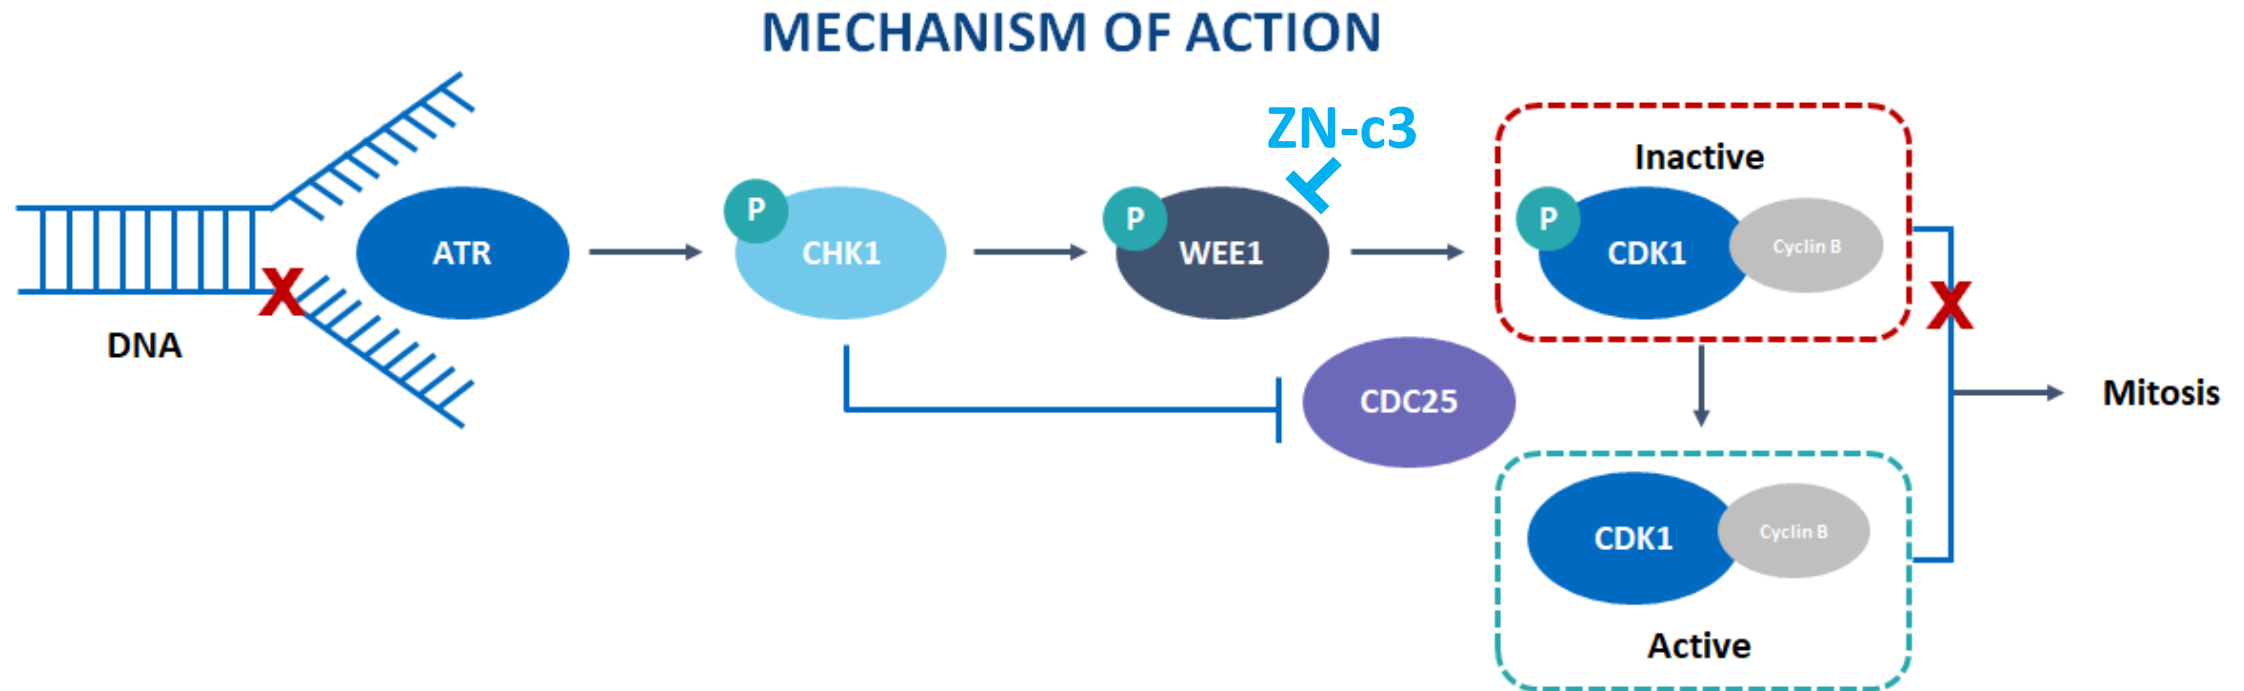 MECHANISM OF ACTION
ZN-c3
Inactive
P
P
P
ATR
CHK1
WEE1
CDK1
Cyclin B
X
X
DNA
CDC25
Mitosis
CDK1
Cyclin B
Active